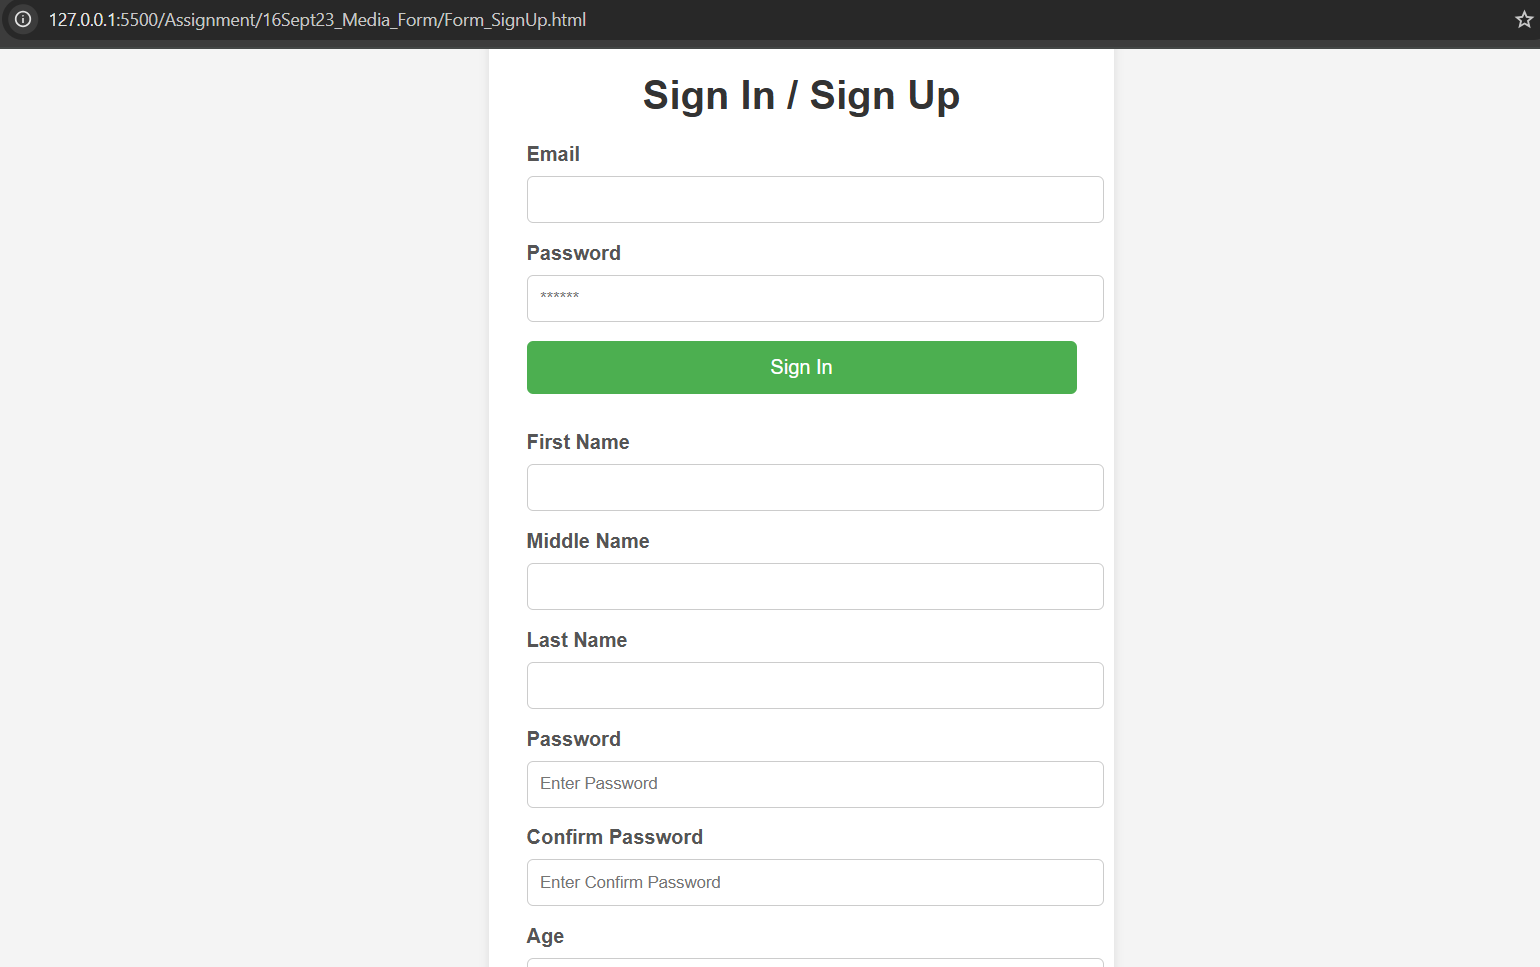 127.0.0.1:5500/Assignment/16Sept23_Media_Form/Form_SignUp.html
Sign In / Sign Up
Email
Password
******
Sign In
First Name
Middle Name
Last Name
Password
Enter Password
Confirm Password
Enter Confirm Password
Age